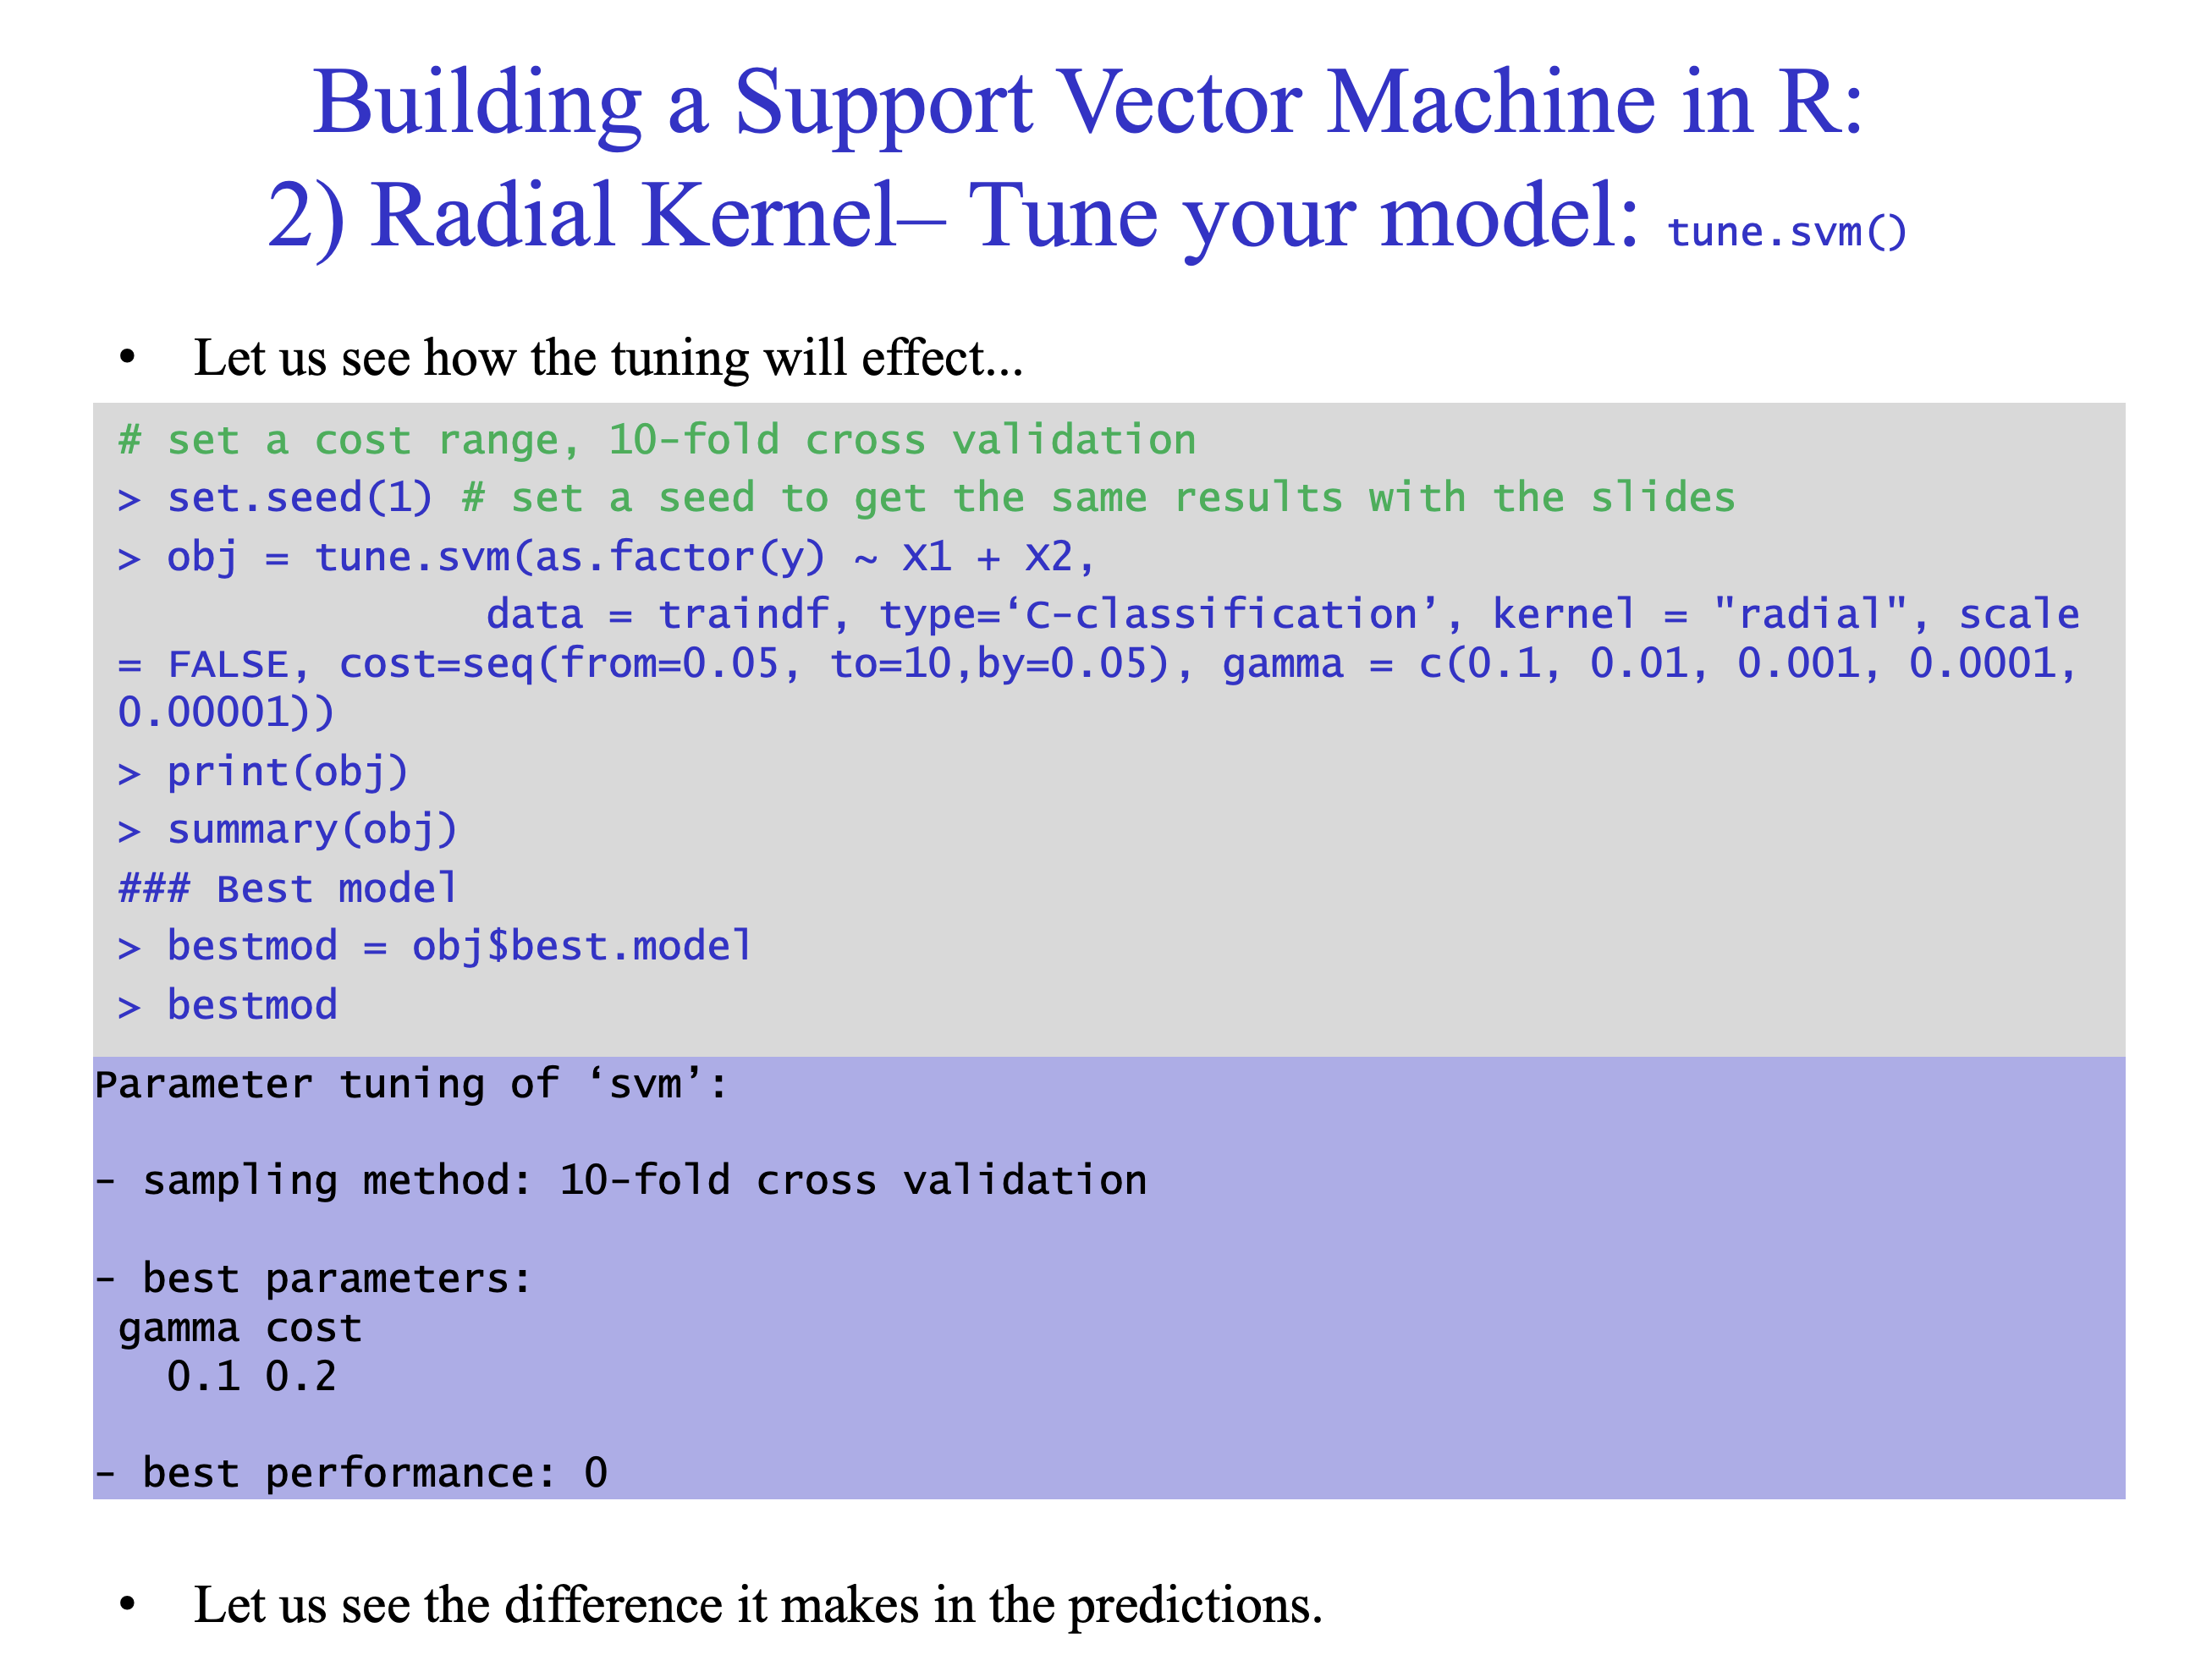 Building a Support Vector Machine in R:
2) Radial Kernel– Tune your model: tune.svm()
• Let us see how the tuning will effect...
# set a cost range, 10-fold cross validation
> set.seed(1) # set a seed to get the same results with the slides
> obj = tune.svm(as.factor(y) ~ X1 + X2,
data = traindf, type=‘C-classification’, kernel = "radial", scale
= FALSE, cost=seq(from=0.05, to=10,by=0.05), gamma = c(0.1, 0.01, 0.001, 0.0001,
0.00001))
> print(obj)
> summary(obj)
### Best model
> bestmod = obj$best.model
> bestmod
Parameter tuning of ‘svm’:
- sampling method: 10-fold cross validation
- best parameters:
gamma cost
0.1 0.2
- best performance: 0
• Let us see the difference it makes in the predictions.